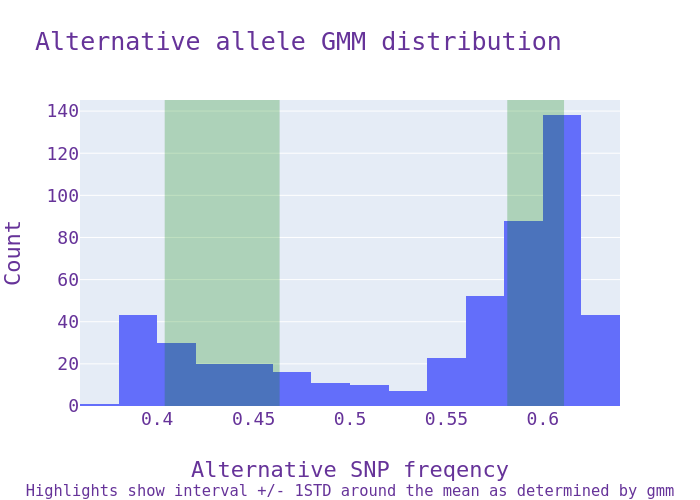 Alternative allele GMM distribution
140
120
100
80
60
40
20
0
Count
0.4 0.45 0.5 0.55 0.6
Alternative SNP freqency
Highlights show interval +/- 1STD around the mean as determined by gmm